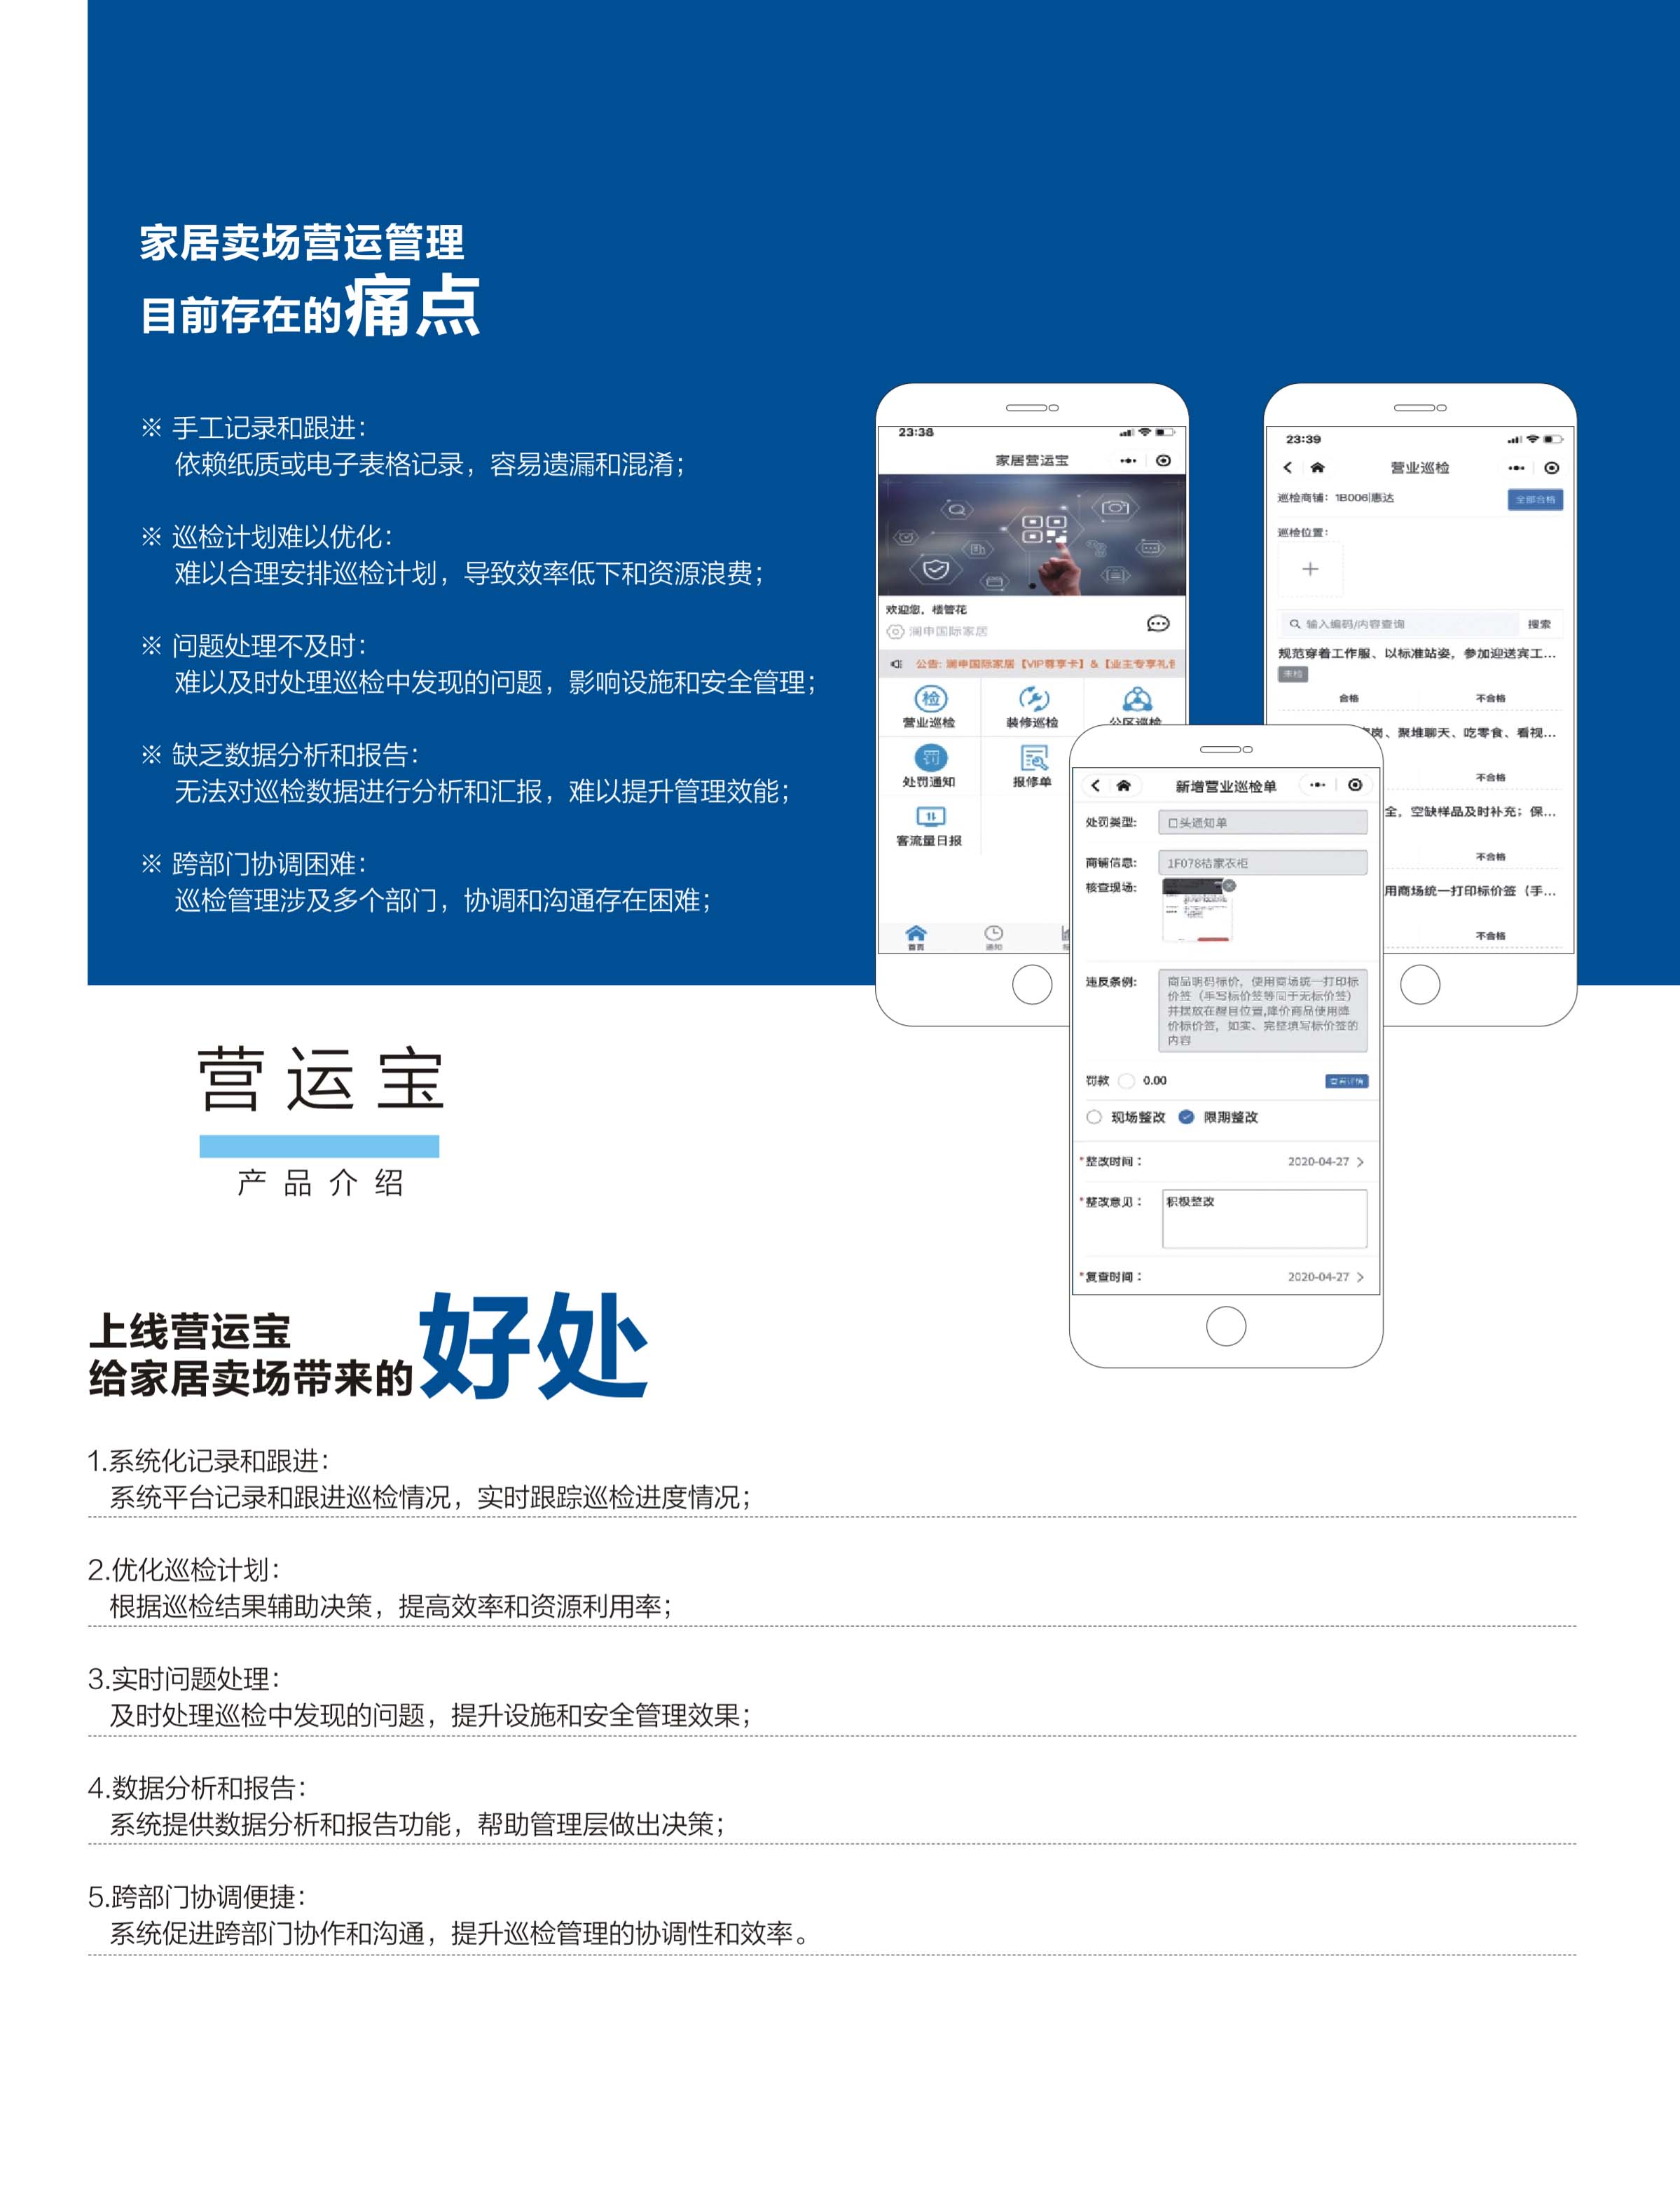 家居卖场营运管理
目前存在的痛点
※ 手工记录和跟进：
依赖纸质或电子表格记录，容易遗漏和混淆；
※ 巡检计划难以优化：
难以合理安排巡检计划，导致效率低下和资源浪费；
※ 问题处理不及时：
难以及时处理巡检中发现的问题，影响设施和安全管理；
※ 缺乏数据分析和报告：
无法对巡检数据进行分析和汇报，难以提升管理效能；
※ 跨部门协调困难：
巡检管理涉及多个部门，协调和沟通存在困难；
23:38
家居营运宝
欢迎您，楼管花
澜申国际家居
公告：澜申国际家居【VIP尊享卡】&【业主专享礼
营业巡检
装修巡检
公区巡检
处罚通知
报修单
客流量日报
首页
通知
23:39
营业巡检
巡检商铺：1B006|惠达
全部合格
巡检位置：
输入编码/内容查询
搜索
规范穿着工作服、以标准站姿，参加迎送宾工...
未检
合格
不合格
岗、聚堆聊天、吃零食、看视...
不合格
全，空缺样品及时补充；保...
不合格
用商场统一打印标价签（手...
不合格
新增营业巡检单
处罚类型：
口头通知单
商铺信息：
1F078桔家衣柜
核查现场：
违反条例：
商品明码标价，使用商场统一打印标
价签（手写标价签等同于无标价签）
并摆放在醒目位置,降价商品使用降
价标价签，如实、完整填写标价签的
内容
罚款
0.00
查看详情
现场整改
限期整改
*整改时间：
2020-04-27
*整改意见：
积极整改
*复查时间：
2020-04-27
营运宝
产品介绍
上线营运宝
给家居卖场带来的好处
1.系统化记录和跟进：
系统平台记录和跟进巡检情况，实时跟踪巡检进度情况；
2.优化巡检计划：
根据巡检结果辅助决策，提高效率和资源利用率；
3.实时问题处理：
及时处理巡检中发现的问题，提升设施和安全管理效果；
4.数据分析和报告：
系统提供数据分析和报告功能，帮助管理层做出决策；
5.跨部门协调便捷：
系统促进跨部门协作和沟通，提升巡检管理的协调性和效率。